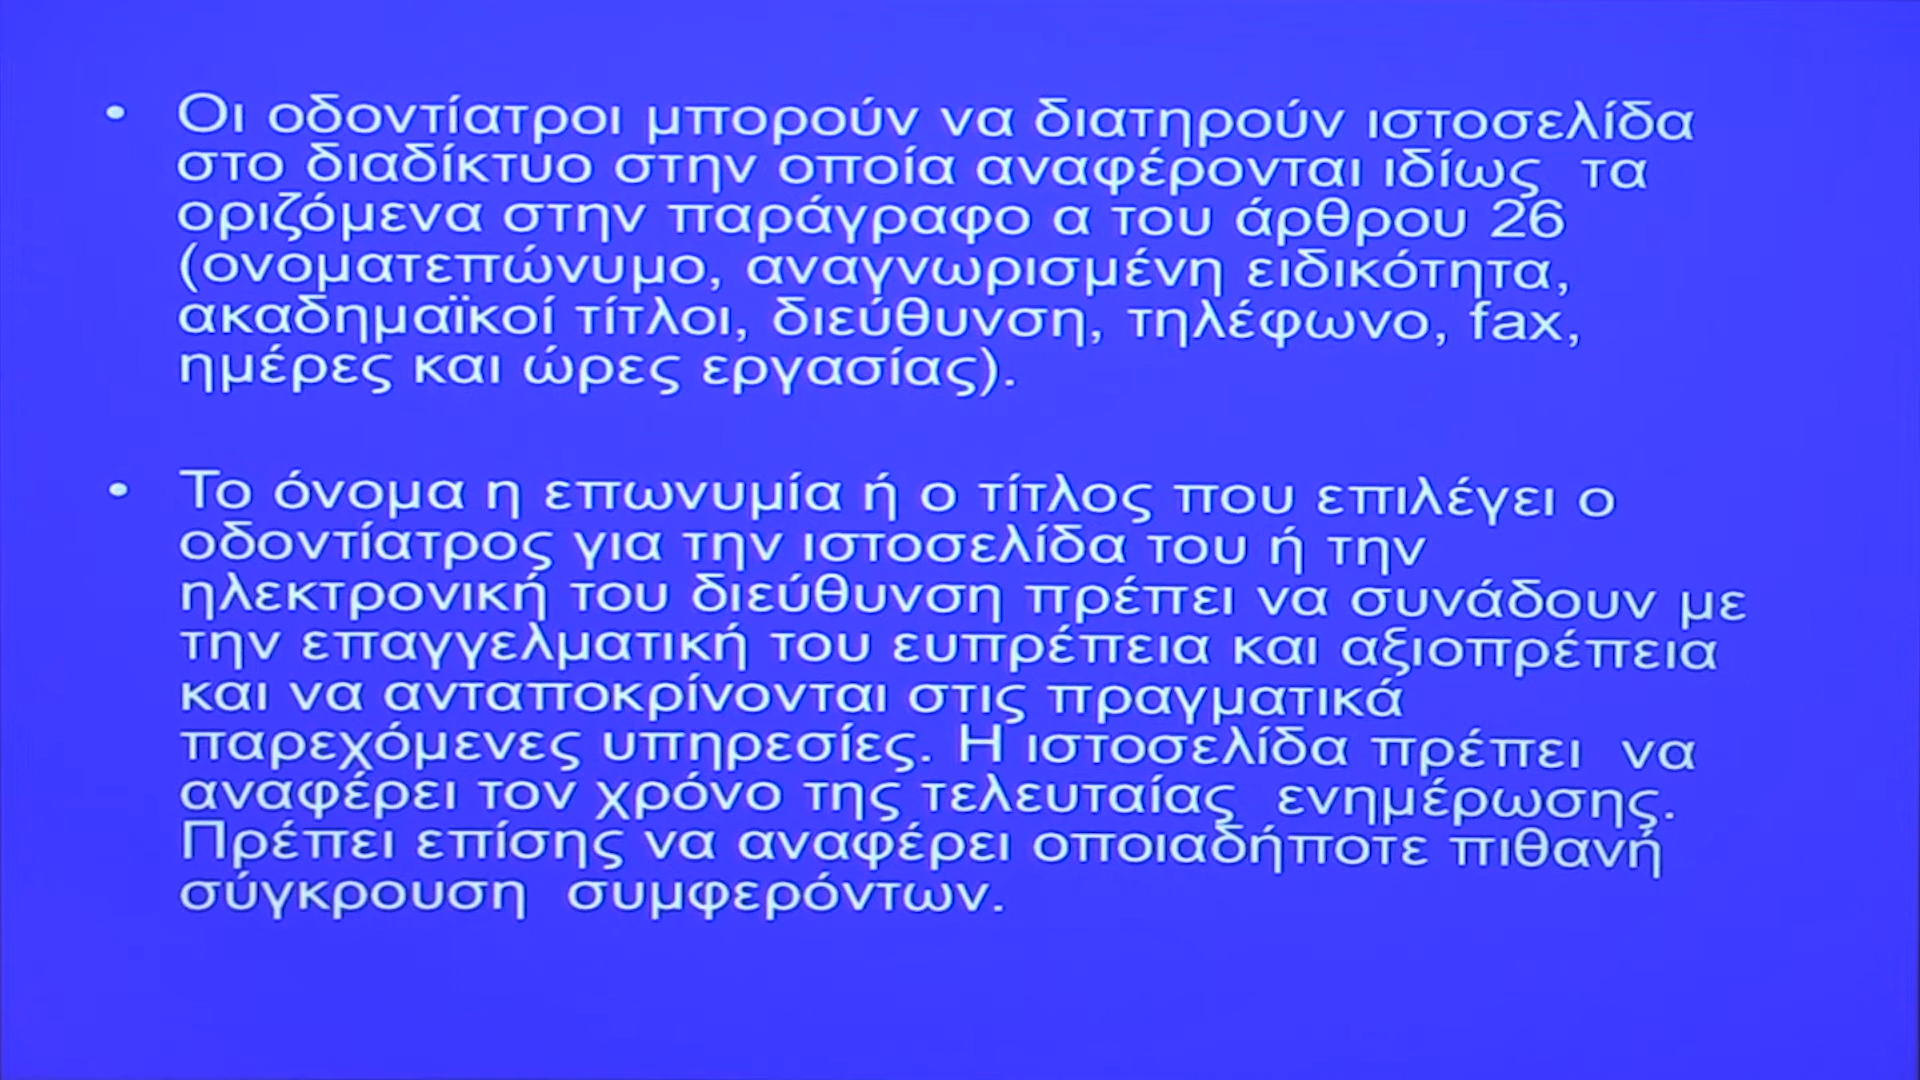 • Οι οδοντίατροι μπορούν να διατηρούν ιστοσελίδα
στο διαδίκτυο στην οποία αναφέρονται ιδίως τα
οριζόμενα στην παράγραφο α του άρθρου 26
(ονοματεπώνυμο, αναγνωρισμένη ειδικότητα,
ακαδημαϊκοί τίτλοι, διεύθυνση, τηλέφωνο, fax,
ημέρες και ώρες εργασίας).
• Το όνομα η επωνυμία ή ο τίτλος που επιλέγει ο
οδοντίατρος για την ιστοσελίδα του ή την
ηλεκτρονική του διεύθυνση πρέπει να συνάδουν με
την επαγγελματική του ευπρέπεια και αξιοπρέπεια
και να ανταποκρίνονται στις πραγματικά
παρεχόμενες υπηρεσίες. Η ιστοσελίδα πρέπει να
αναφέρει τον χρόνο της τελευταίας ενημέρωσης.
Πρέπει επίσης να αναφέρει οποιαδήποτε πιθανή
σύγκρουση συμφερόντων.